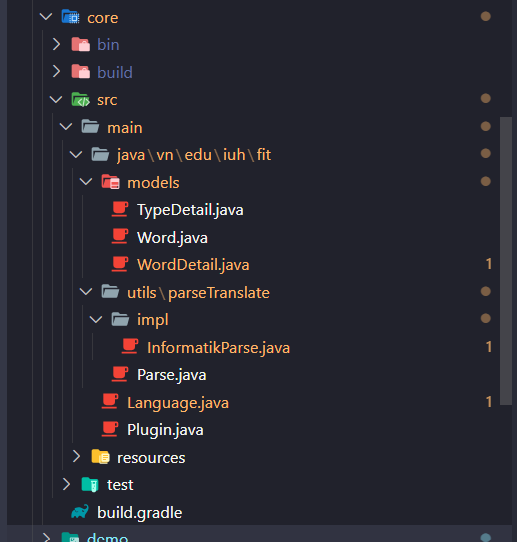 core
bin
build
src
main
java\vn\edu\iuh\fit
models
TypeDetail.java
Word.java
WordDetail.java 1
utils\parseTranslate
impl
InformatikParse.java 1
Parse.java
Language.java 1
Plugin.java
resources
test
build.gradle
demo